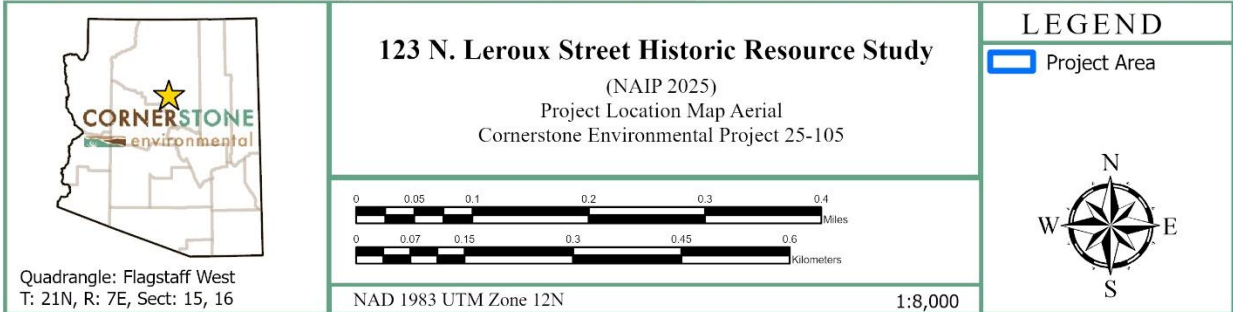 CORNERSTONE
environmental
Quadrangle: Flagstaff West
T: 21N, R: 7E, Sect: 15, 16
123 N. Leroux Street Historic Resource Study
(NAIP 2025)
Project Location Map Aerial
Cornerstone Environmental Project 25-105
0 0.05 0.1 0.2 0.3 0.4
Miles
0 0.07 0.15 0.3 0.45 0.6
Kilometers
NAD 1983 UTM Zone 12N 1:8,000
LEGEND
Project Area
N
W E
S